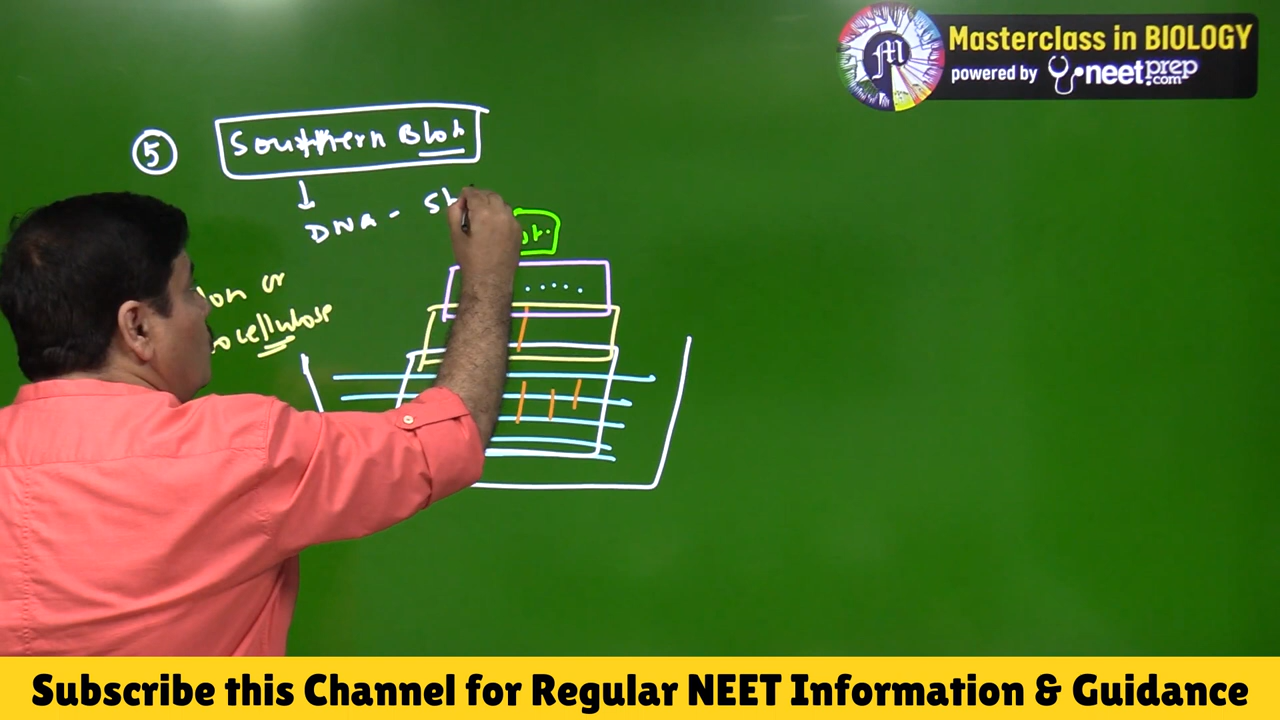 Masterclass in BIOLOGY
powered by neetprep.com
5 Southern Blot
DNA -
or
Subscribe this Channel for Regular NEET Information & Guidance